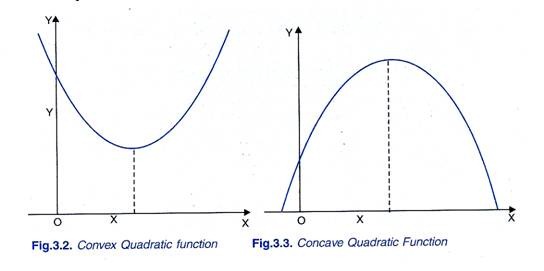 Y
Y
O
X
X
Fig.3.2. Convex Quadratic function
Y
O
X
X
Fig.3.3. Concave Quadratic Function